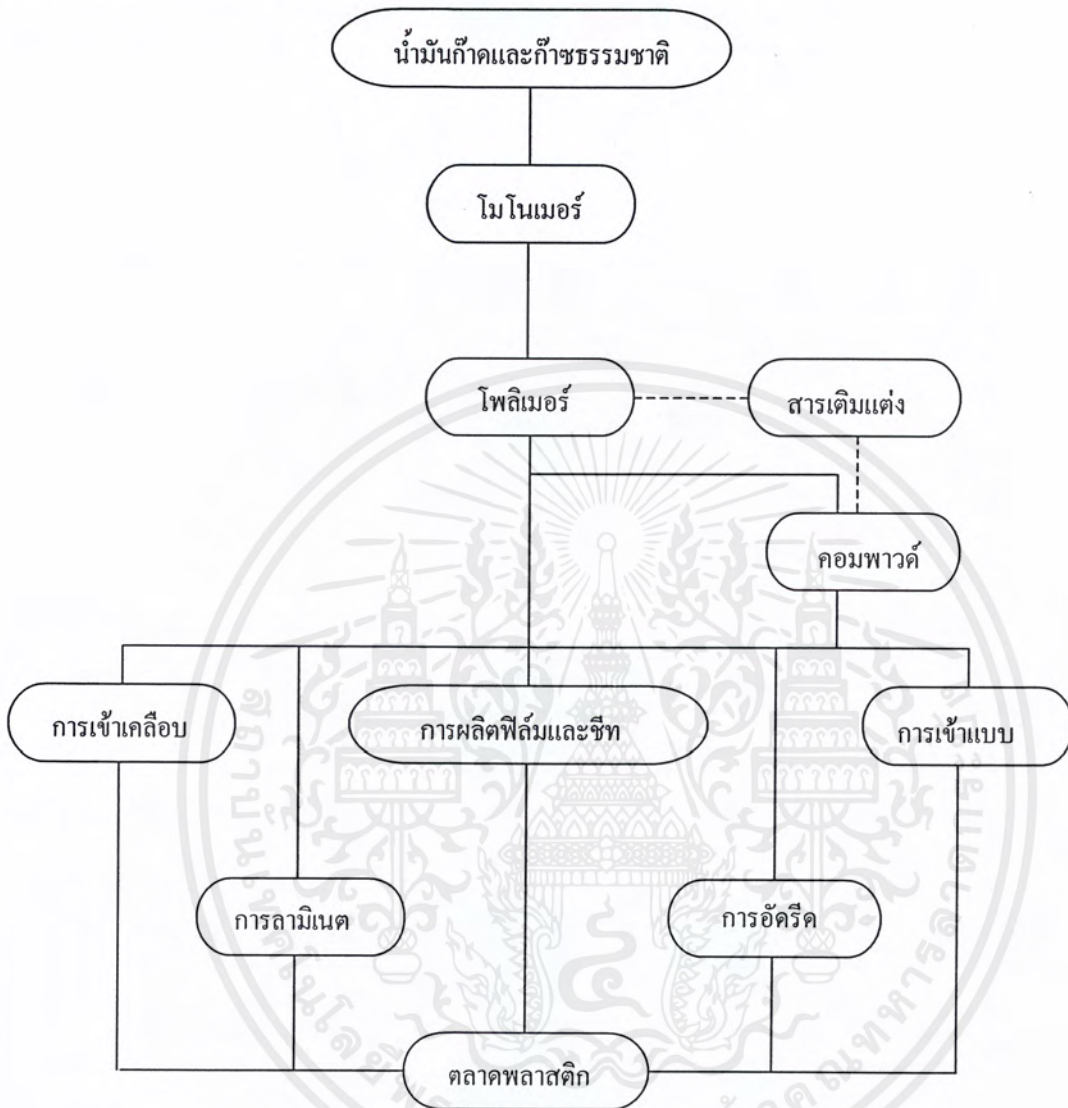 น้ำมันก๊าดและก๊าซธรรมชาติ
โมโนเมอร์
โพลิเมอร์
สารเติมแต่ง
คอมพาวด์
การเข้าเคลือบ
การผลิตฟิล์มและชีท
การเข้าแบบ
การลามิเนต
การอัดรีด
ตลาดพลาสติก